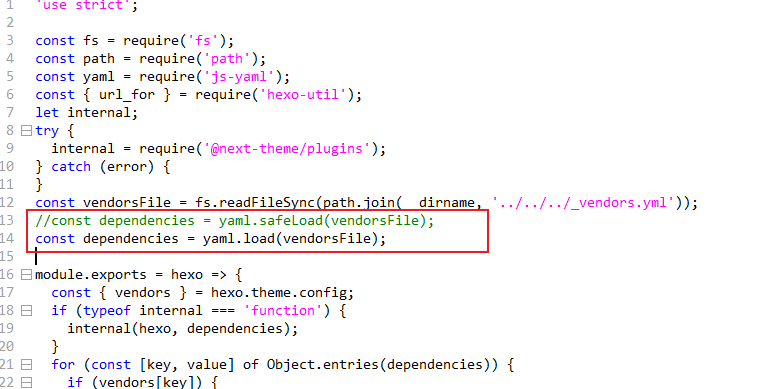 1 'use strict';
2
3 const fs = require('fs');
4 const path = require('path');
5 const yaml = require('js-yaml');
6 const { url_for } = require('hexo-util');
7 let internal;
8 try {
9 internal = require('@next-theme/plugins');
10 } catch (error) {
11 }
12 const vendorsFile = fs.readFileSync(path.join(__dirname, '../../../_vendors.yml'));
13 //const dependencies = yaml.safeLoad(vendorsFile);
14 const dependencies = yaml.load(vendorsFile);
15
16 module.exports = hexo => {
17 const { vendors } = hexo.theme.config;
18 if (typeof internal === 'function') {
19 internal(hexo, dependencies);
20 }
21 for (const [key, value] of Object.entries(dependencies)) {
22 if (vendors[key]) {